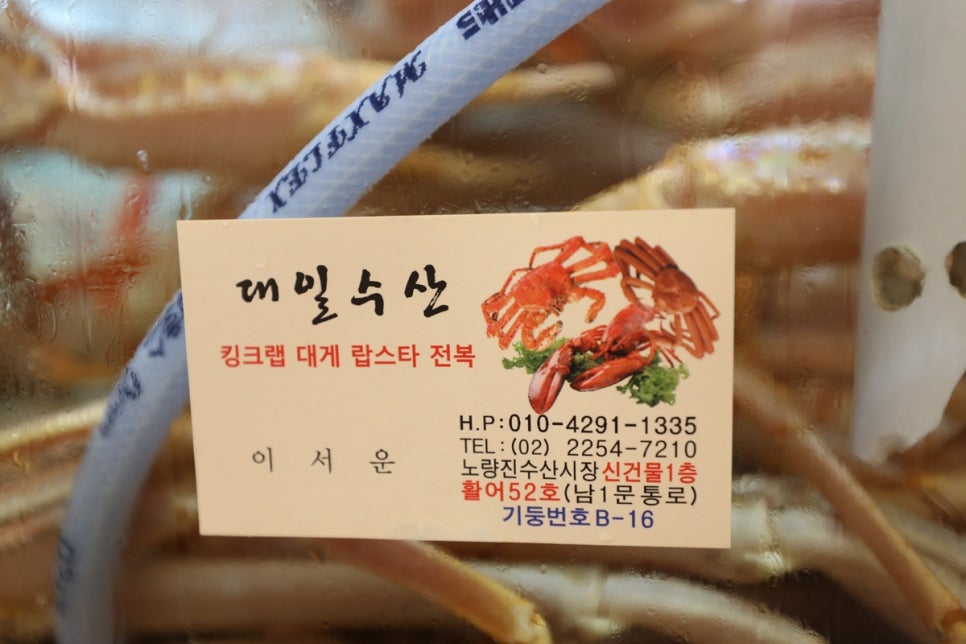 MAXFLEX
대일수산
킹크랩 대게 랍스타 전복
이 서 운
H.P:010-4291-1335
TEL:(02) 2254-7210
노량진수산시장신건물1층
활어52호(남1문통로)
기둥번호B-16